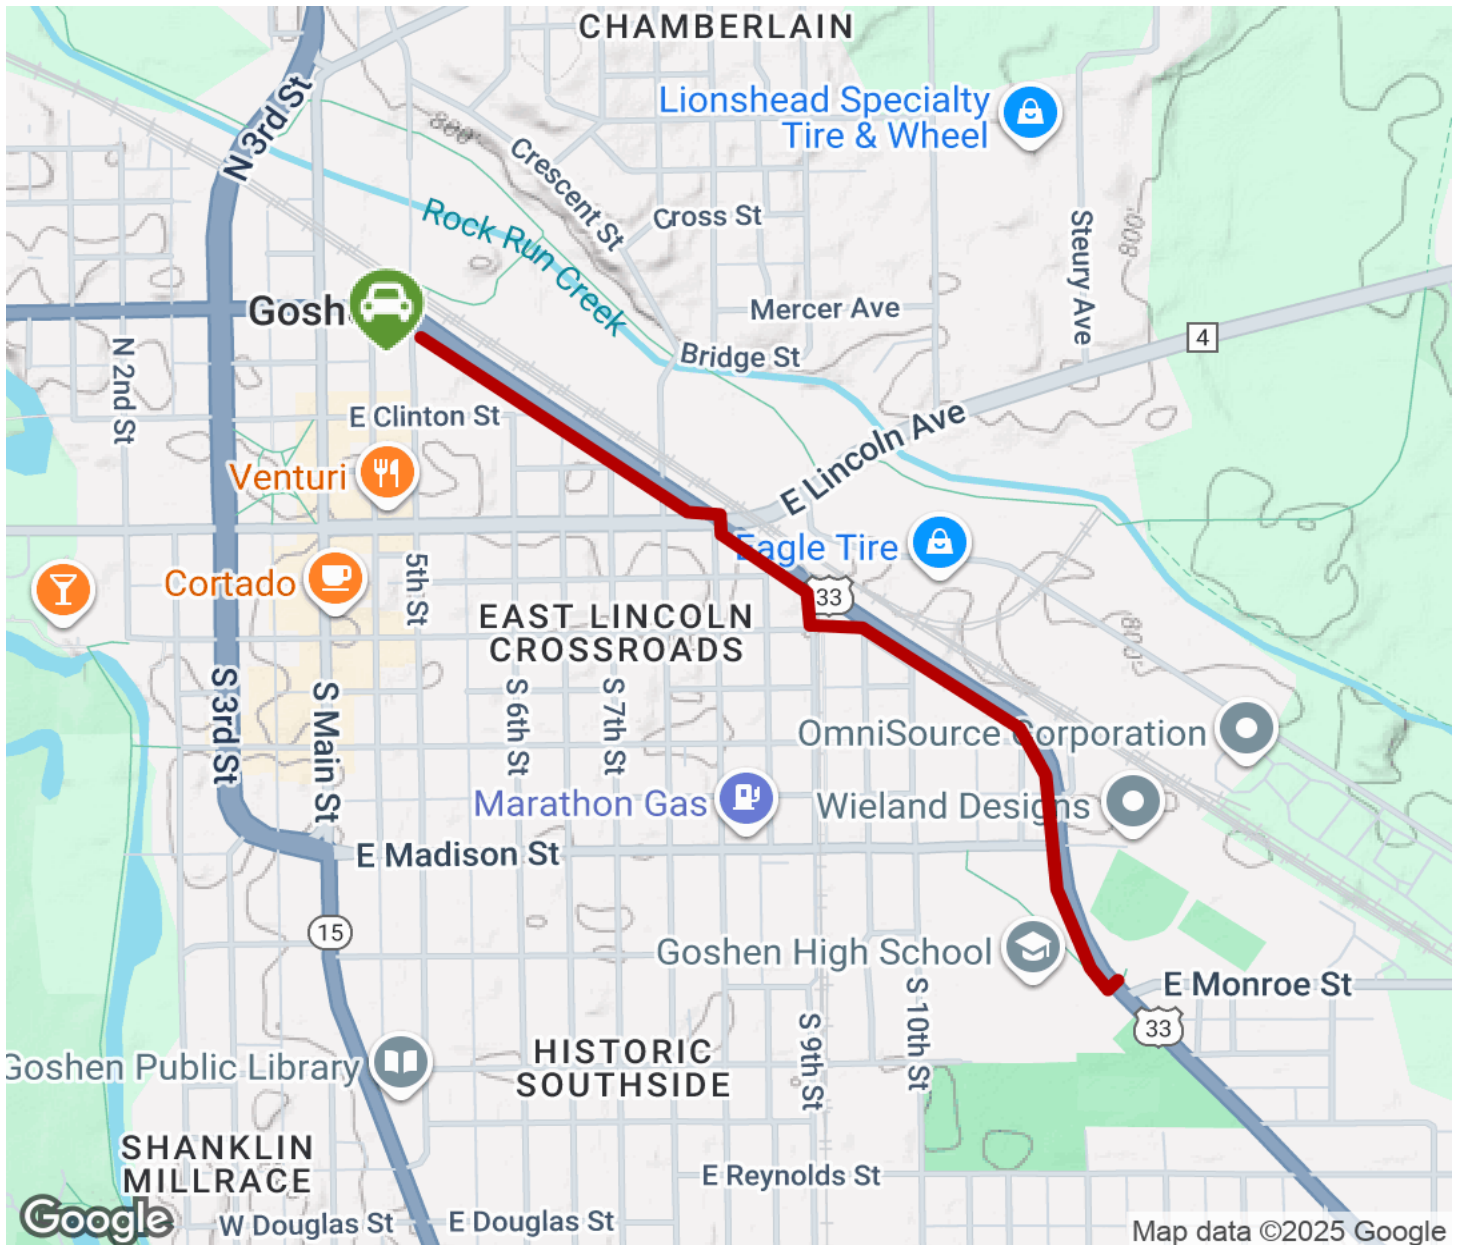 CHAMBERLAIN
N 3rd St
800'
Lionshead Specialty
Tire & Wheel
Crescent St
Cross St
Rock Run Creek
Steury Ave
800'
Gosh
Mercer Ave
4
N 2nd St
Bridge St
E Clinton St
E Lincoln Ave
Venturi
Eagle Tire
Cortado
5th St
33
EAST LINCOLN
CROSSROADS
800'
S 3rd St
S Main St
S 6th St
S 7th St
OmniSource Corporation
Marathon Gas
Wieland Designs
E Madison St
15
Goshen High School
E Monroe St
S 10th St
33
S 9th St
Goshen Public Library
HISTORIC
SOUTHSIDE
SHANKLIN
MILLRACE
E Reynolds St
Google
W Douglas St
E Douglas St
Map data ©2025 Google